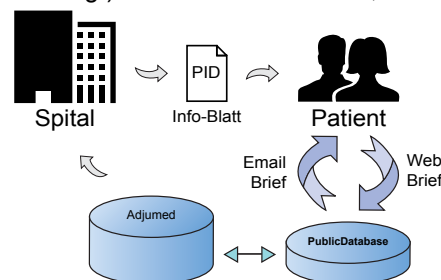 PID
Spital
Info-Blatt
Patient
Email
Brief
Web
Brief
Adjumed
PublicDatabase